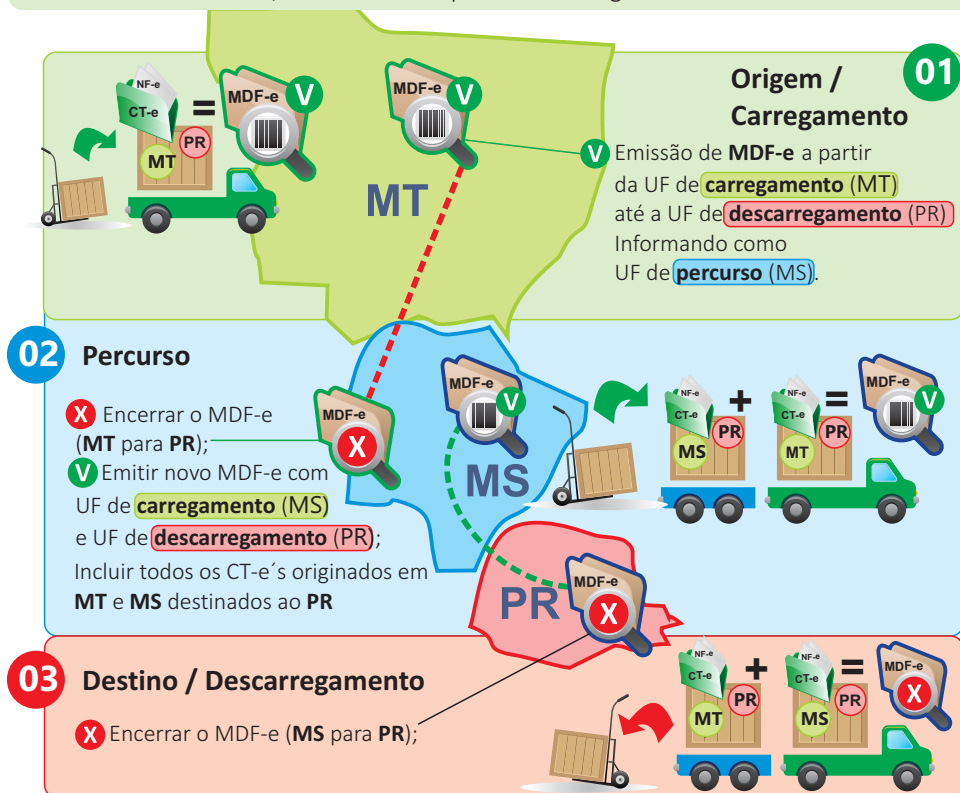 01
Origem /
Carregamento
V Emissão de MDF-e a partir
da UF de carregamento (MT)
até a UF de descarregamento (PR)
Informando como
UF de percurso (MS).
NF-e
CT-e
=
MDF-e
V
MT
PR
MDF-e
V
MT
02
Percurso
X Encerrar o MDF-e
(MT para PR);
V Emitir novo MDF-e com
UF de carregamento (MS)
e UF de descarregamento (PR);
Incluir todos os CT-e´s originados em
MT e MS destinados ao PR
MDF-e
X
MDF-e
V
MS
NF-e
CT-e
MS
PR
+
NF-e
CT-e
MT
PR
=
MDF-e
V
PR
MDF-e
X
03
Destino / Descarregamento
X Encerrar o MDF-e (MS para PR);
NF-e
CT-e
MT
PR
+
NF-e
CT-e
MS
PR
=
MDF-e
X